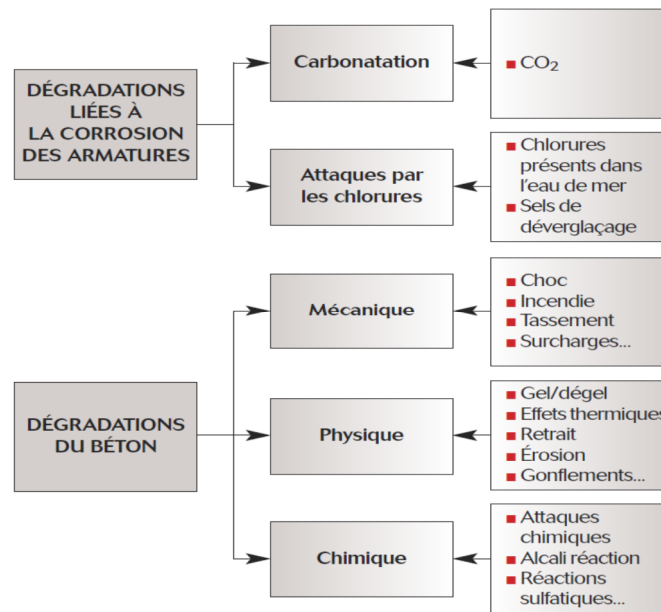 DÉGRADATIONS
LIÉES À
LA CORROSION
DES ARMATURES
Carbonatation
■ CO₂
Attaques par
les chlorures
■ Chlorures
présents dans
l'eau de mer
■ Sels de
déverglaçage
DÉGRADATIONS
DU BÉTON
Mécanique
■ Choc
■ Incendie
■ Tassement
■ Surcharges...
Physique
■ Gel/dégel
■ Effets thermiques
■ Retrait
■ Érosion
■ Gonflements...
Chimique
■ Attaques
chimiques
■ Alcali réaction
■ Réactions
sulfatiques...